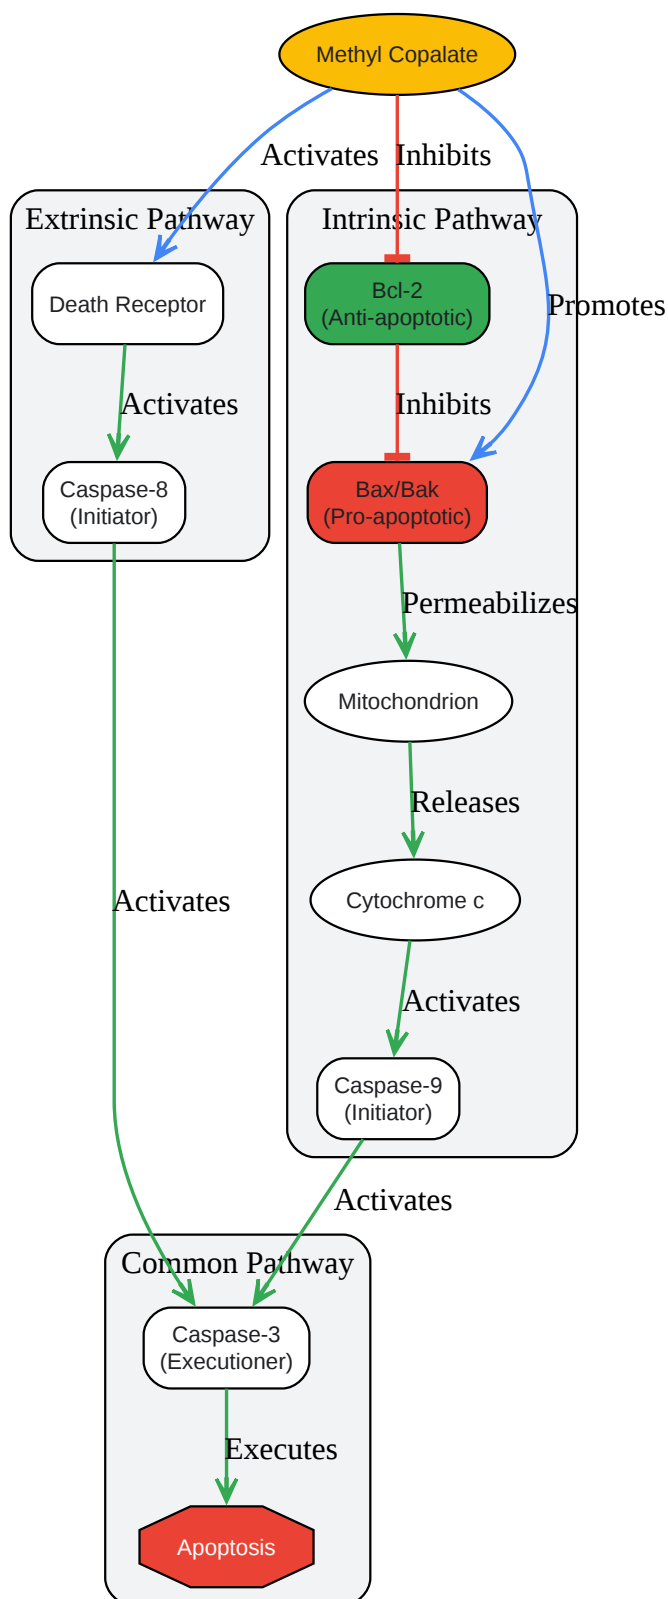 Methyl Copalate
Activates
Inhibits
Extrinsic Pathway
Intrinsic Pathway
Death Receptor
Bcl-2
(Anti-apoptotic)
Promotes
Activates
Inhibits
Caspase-8
(Initiator)
Bax/Bak
(Pro-apoptotic)
Permeabilizes
Mitochondrion
Releases
Activates
Cytochrome c
Activates
Caspase-9
(Initiator)
Activates
Common Pathway
Caspase-3
(Executioner)
Executes
Apoptosis